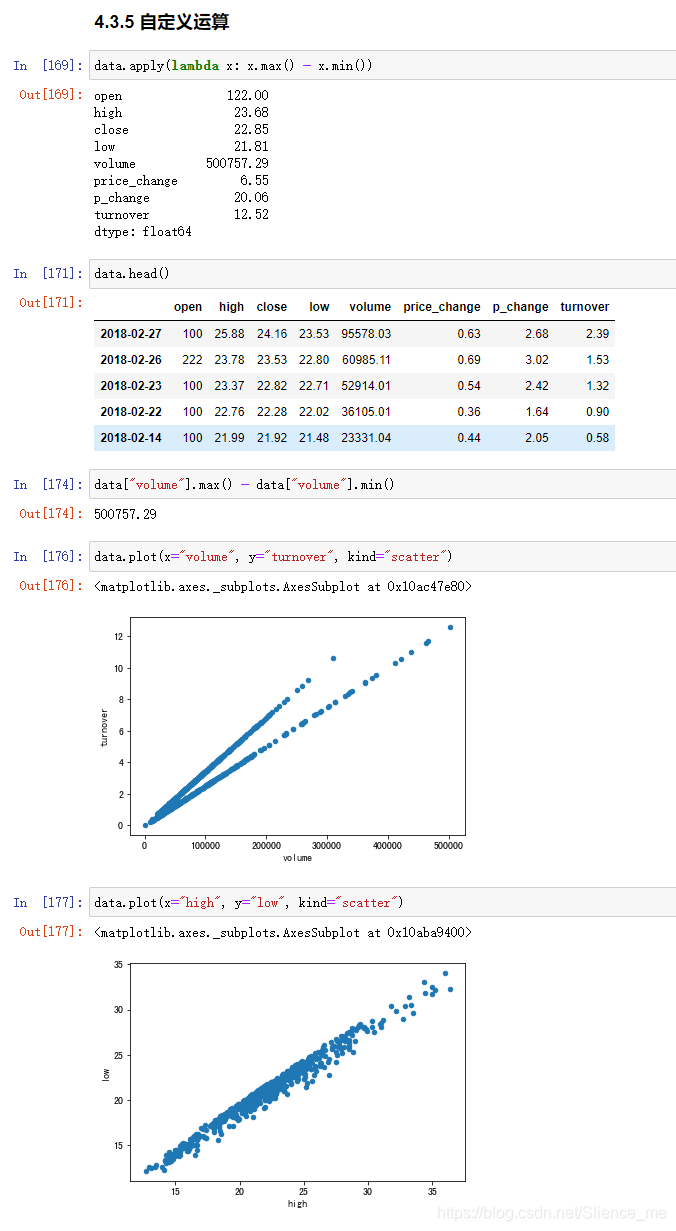 4.3.5 自定义运算
In [169]: data.apply(lambda x: x.max() - x.min())
Out[169]:
open 122.00
high 23.68
close 22.85
low 21.81
volume 500757.29
price_change 6.55
p_change 20.06
turnover 12.52
dtype: float64
In [171]: data.head()
Out[171]:
open high close low volume price_change p_change turnover
2018-02-27 100 25.88 24.16 23.53 95578.03 0.63 2.68 2.39
2018-02-26 222 23.78 23.53 22.80 60985.11 0.69 3.02 1.53
2018-02-23 100 23.37 22.82 22.71 52914.01 0.54 2.42 1.32
2018-02-22 100 22.76 22.28 22.02 36105.01 0.36 1.64 0.90
2018-02-14 100 21.99 21.92 21.48 23331.04 0.44 2.05 0.58
In [174]: data["volume"].max() - data["volume"].min()
Out[174]: 500757.29
In [176]: data.plot(x="volume", y="turnover", kind="scatter")
Out[176]: <matplotlib.axes._subplots.AxesSubplot at 0x10ac47e80>
12
10
8
6
4
2
0
turnover
0 100000 200000 300000 400000 500000
volume
In [177]: data.plot(x="high", y="low", kind="scatter")
Out[177]: <matplotlib.axes._subplots.AxesSubplot at 0x10aba9400>
35
30
25
20
15
low
15 20 25 30 35
high
https://blog.csdn.net/Slience_me